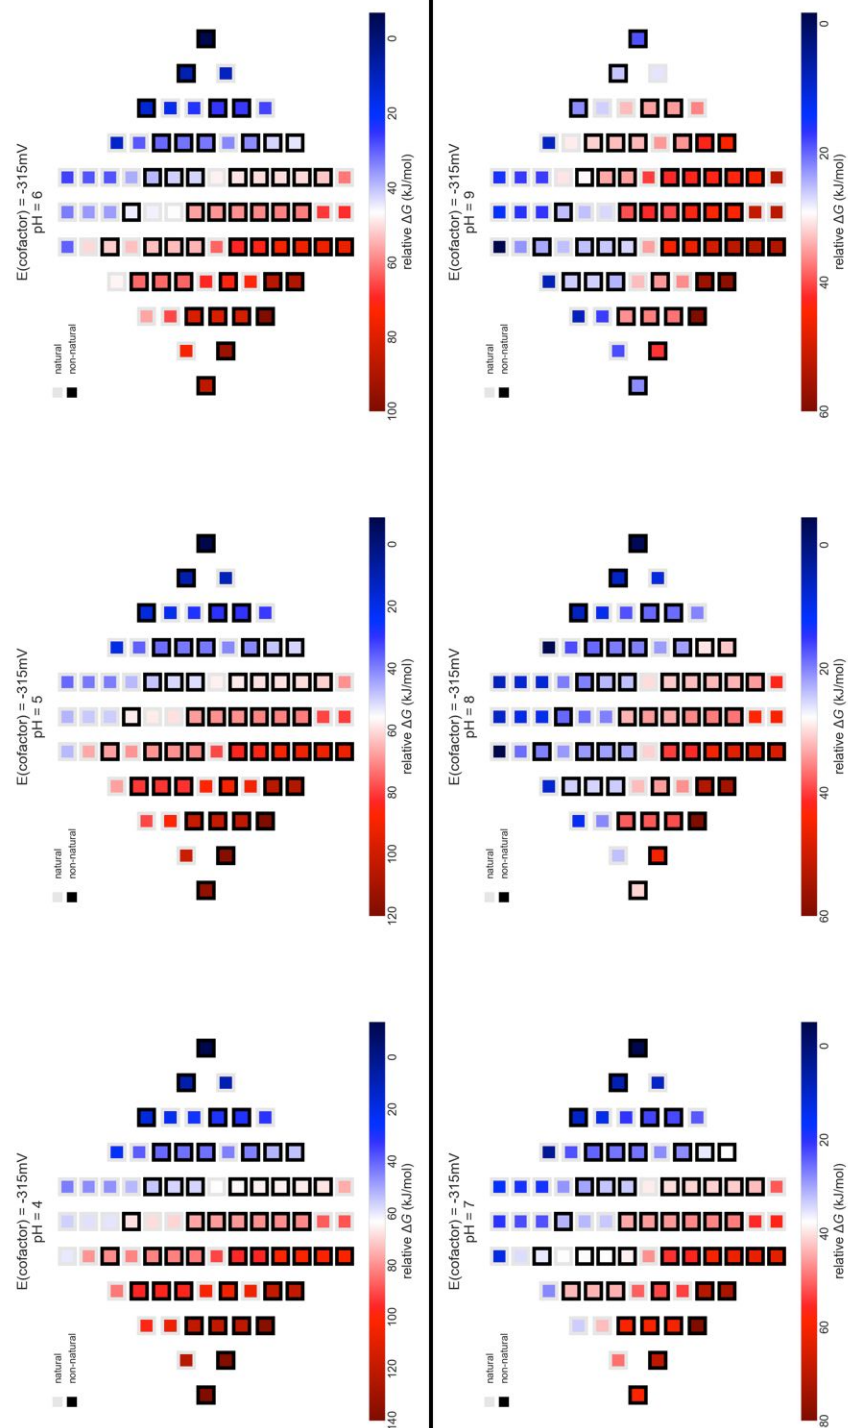 E(cofactor) = -315mV
pH = 4
natural
non-natural
140 120 100 80 60 40 20 0
relative ΔG (kJ/mol)
E(cofactor) = -315mV
pH = 5
natural
non-natural
120 100 80 60 40 20 0
relative ΔG (kJ/mol)
E(cofactor) = -315mV
pH = 6
natural
non-natural
100 80 60 40 20 0
relative ΔG (kJ/mol)
E(cofactor) = -315mV
pH = 7
natural
non-natural
80 60 40 20 0
relative ΔG (kJ/mol)
E(cofactor) = -315mV
pH = 8
natural
non-natural
60 40 20 0
relative ΔG (kJ/mol)
E(cofactor) = -315mV
pH = 9
natural
non-natural
60 40 20 0
relative ΔG (kJ/mol)